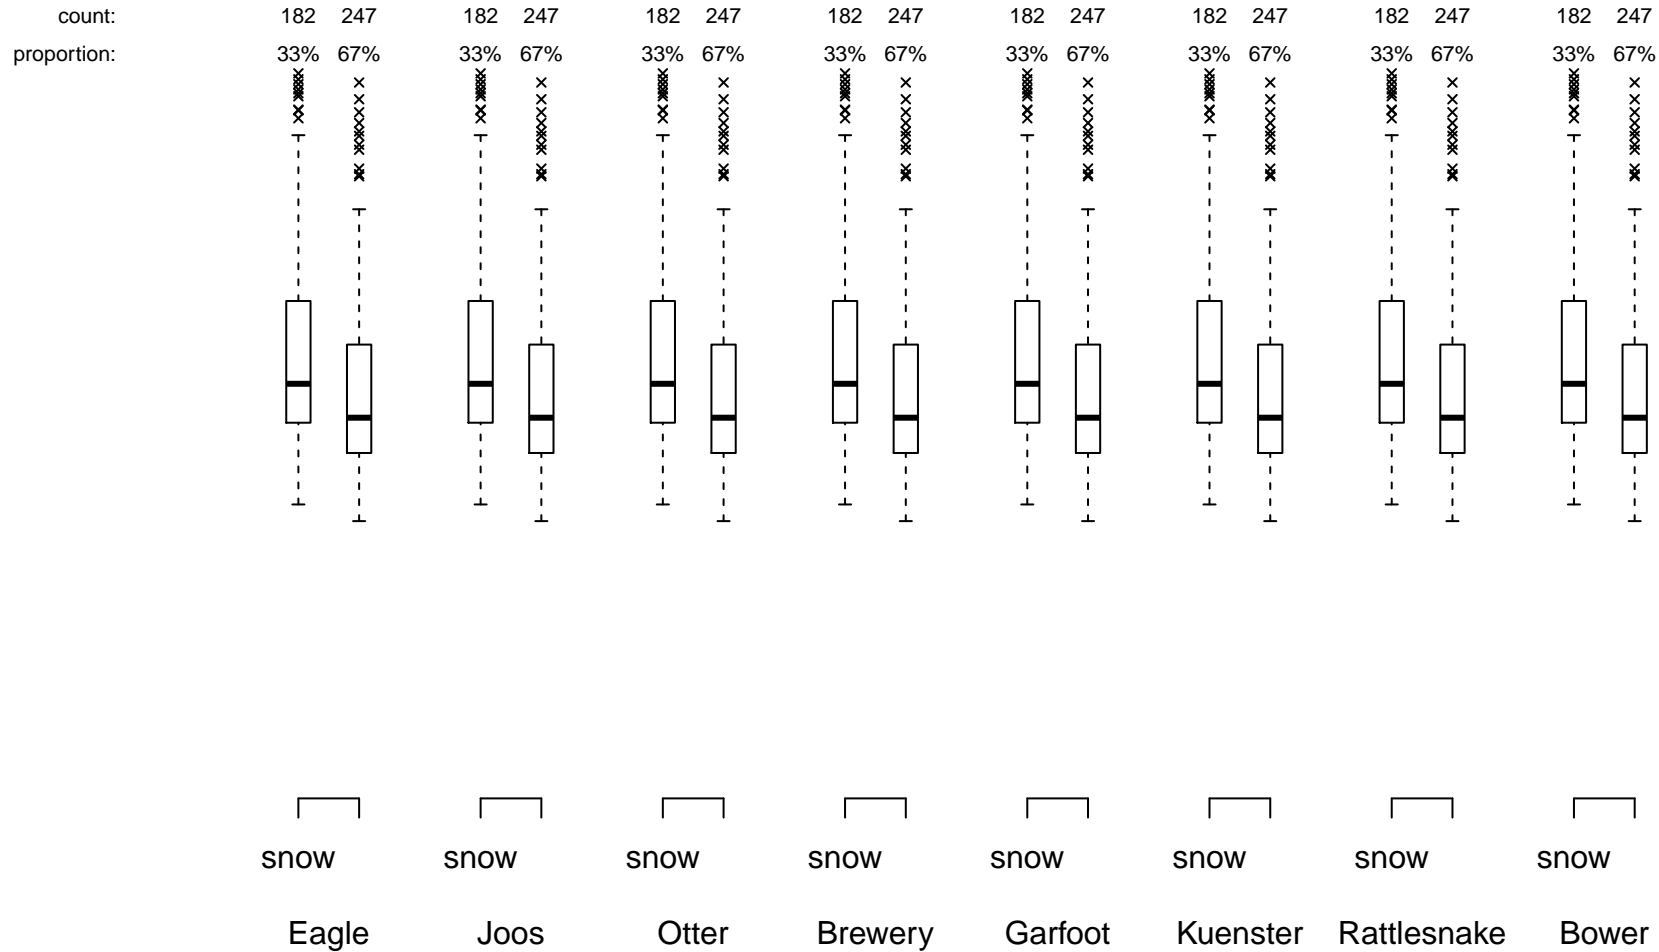 count: 182 247 182 247 182 247 182 247 182 247 182 247 182 247 182 247
proportion: 33% 67% 33% 67% 33% 67% 33% 67% 33% 67% 33% 67% 33% 67% 33% 67%
snow snow snow snow snow snow snow snow
Eagle Joos Otter Brewery Garfoot Kuenster Rattlesnake Bower